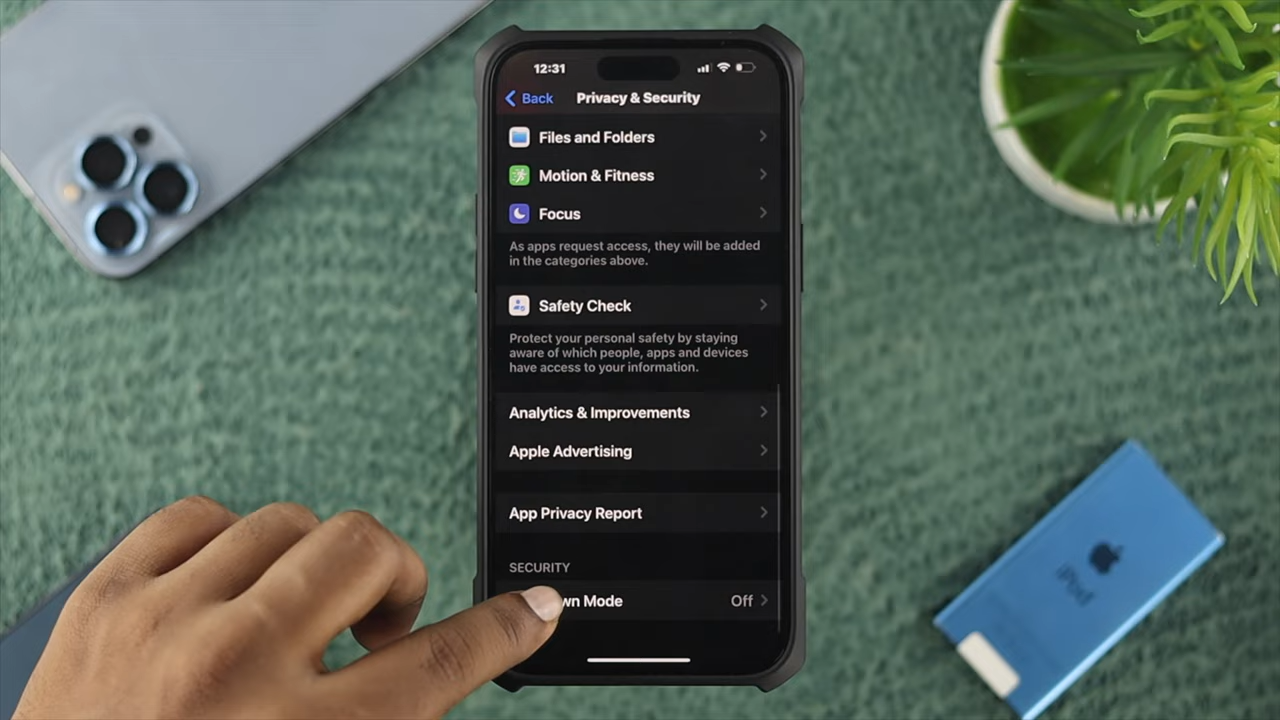 12:31
Back Privacy & Security
Files and Folders
Motion & Fitness
Focus
As apps request access, they will be added
in the categories above.
Safety Check
Protect your personal safety by staying
aware of which people, apps and devices
have access to your information.
Analytics & Improvements
Apple Advertising
App Privacy Report
SECURITY
wn Mode Off
iPod